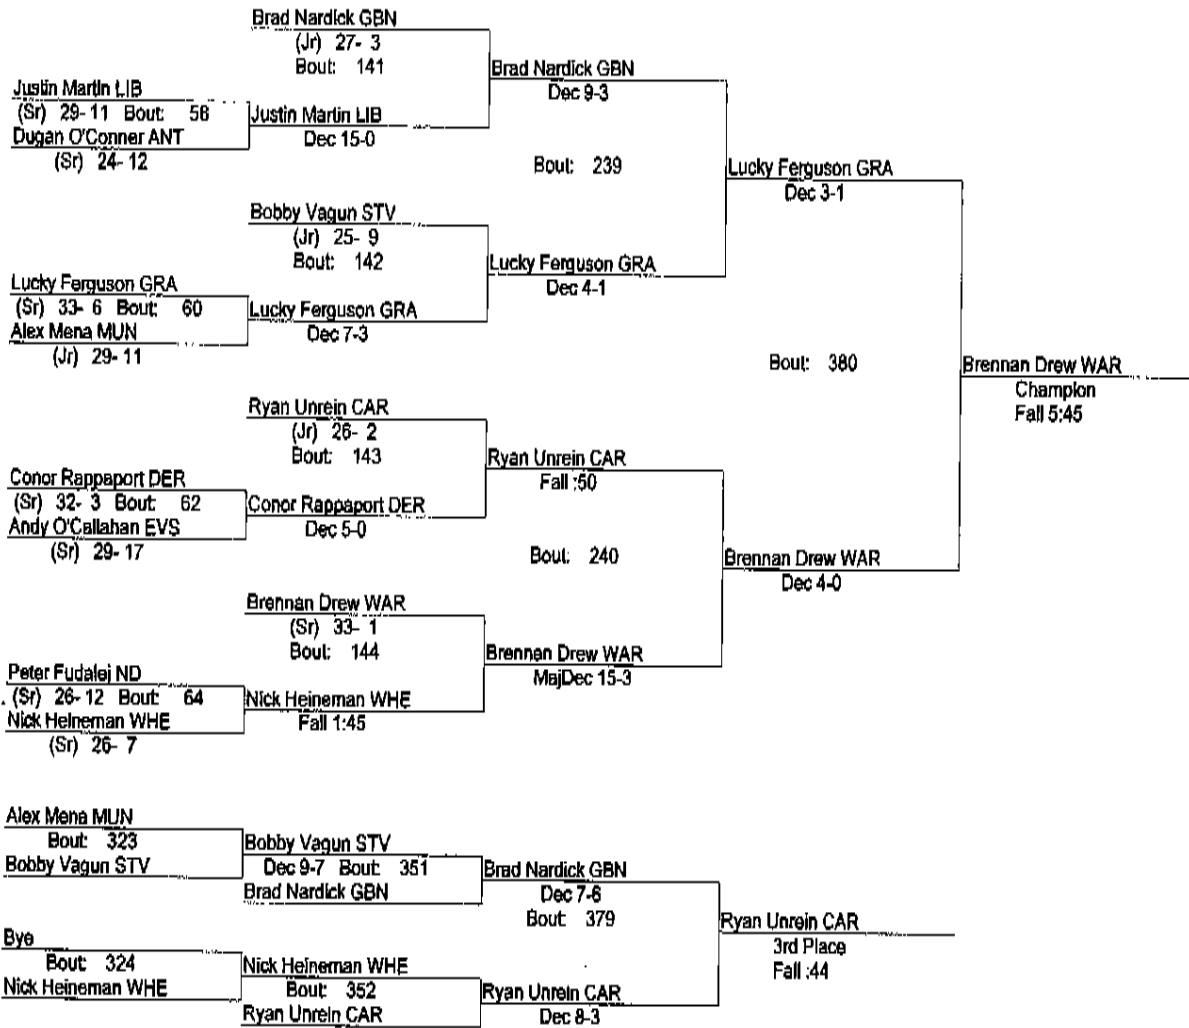 Brad Nardick GBN
(Jr) 27- 3
Bout: 141
Brad Nardick GBN
Dec 9-3
Justin Martin LIB
(Sr) 29- 11 Bout: 58
Justin Martin LIB
Dugan O'Conner ANT
Dec 15-0
(Sr) 24- 12
Bout: 239
Lucky Ferguson GRA
Dec 3-1
Bobby Vagun STV
(Jr) 25- 9
Bout: 142
Lucky Ferguson GRA
Dec 4-1
Lucky Ferguson GRA
(Sr) 33- 6 Bout: 60
Lucky Ferguson GRA
Alex Mena MUN
Dec 7-3
(Jr) 29- 11
Bout: 380
Brennan Drew WAR
Champion
Fall 5:45
Ryan Unrein CAR
(Jr) 26- 2
Bout: 143
Ryan Unrein CAR
Fall :50
Conor Rappaport DER
(Sr) 32- 3 Bout: 62
Conor Rappaport DER
Andy O'Callahan EVS
Dec 5-0
(Sr) 29- 17
Bout: 240
Brennan Drew WAR
Dec 4-0
Brennan Drew WAR
(Sr) 33- 1
Bout: 144
Brennan Drew WAR
MajDec 15-3
Peter Fudalej ND
(Sr) 26- 12 Bout: 64
Nick Heineman WHE
Nick Heineman WHE
Fall 1:45
(Sr) 26- 7
Alex Mena MUN
Bout: 323
Bobby Vagun STV
Bobby Vagun STV
Dec 9-7 Bout: 351
Brad Nardick GBN
Brad Nardick GBN
Dec 7-6
Bout: 379
Ryan Unrein CAR
3rd Place
Fall :44
Bye
Bout: 324
Nick Heineman WHE
Nick Heineman WHE
Bout: 352
Ryan Unrein CAR
Ryan Unrein CAR
Dec 8-3